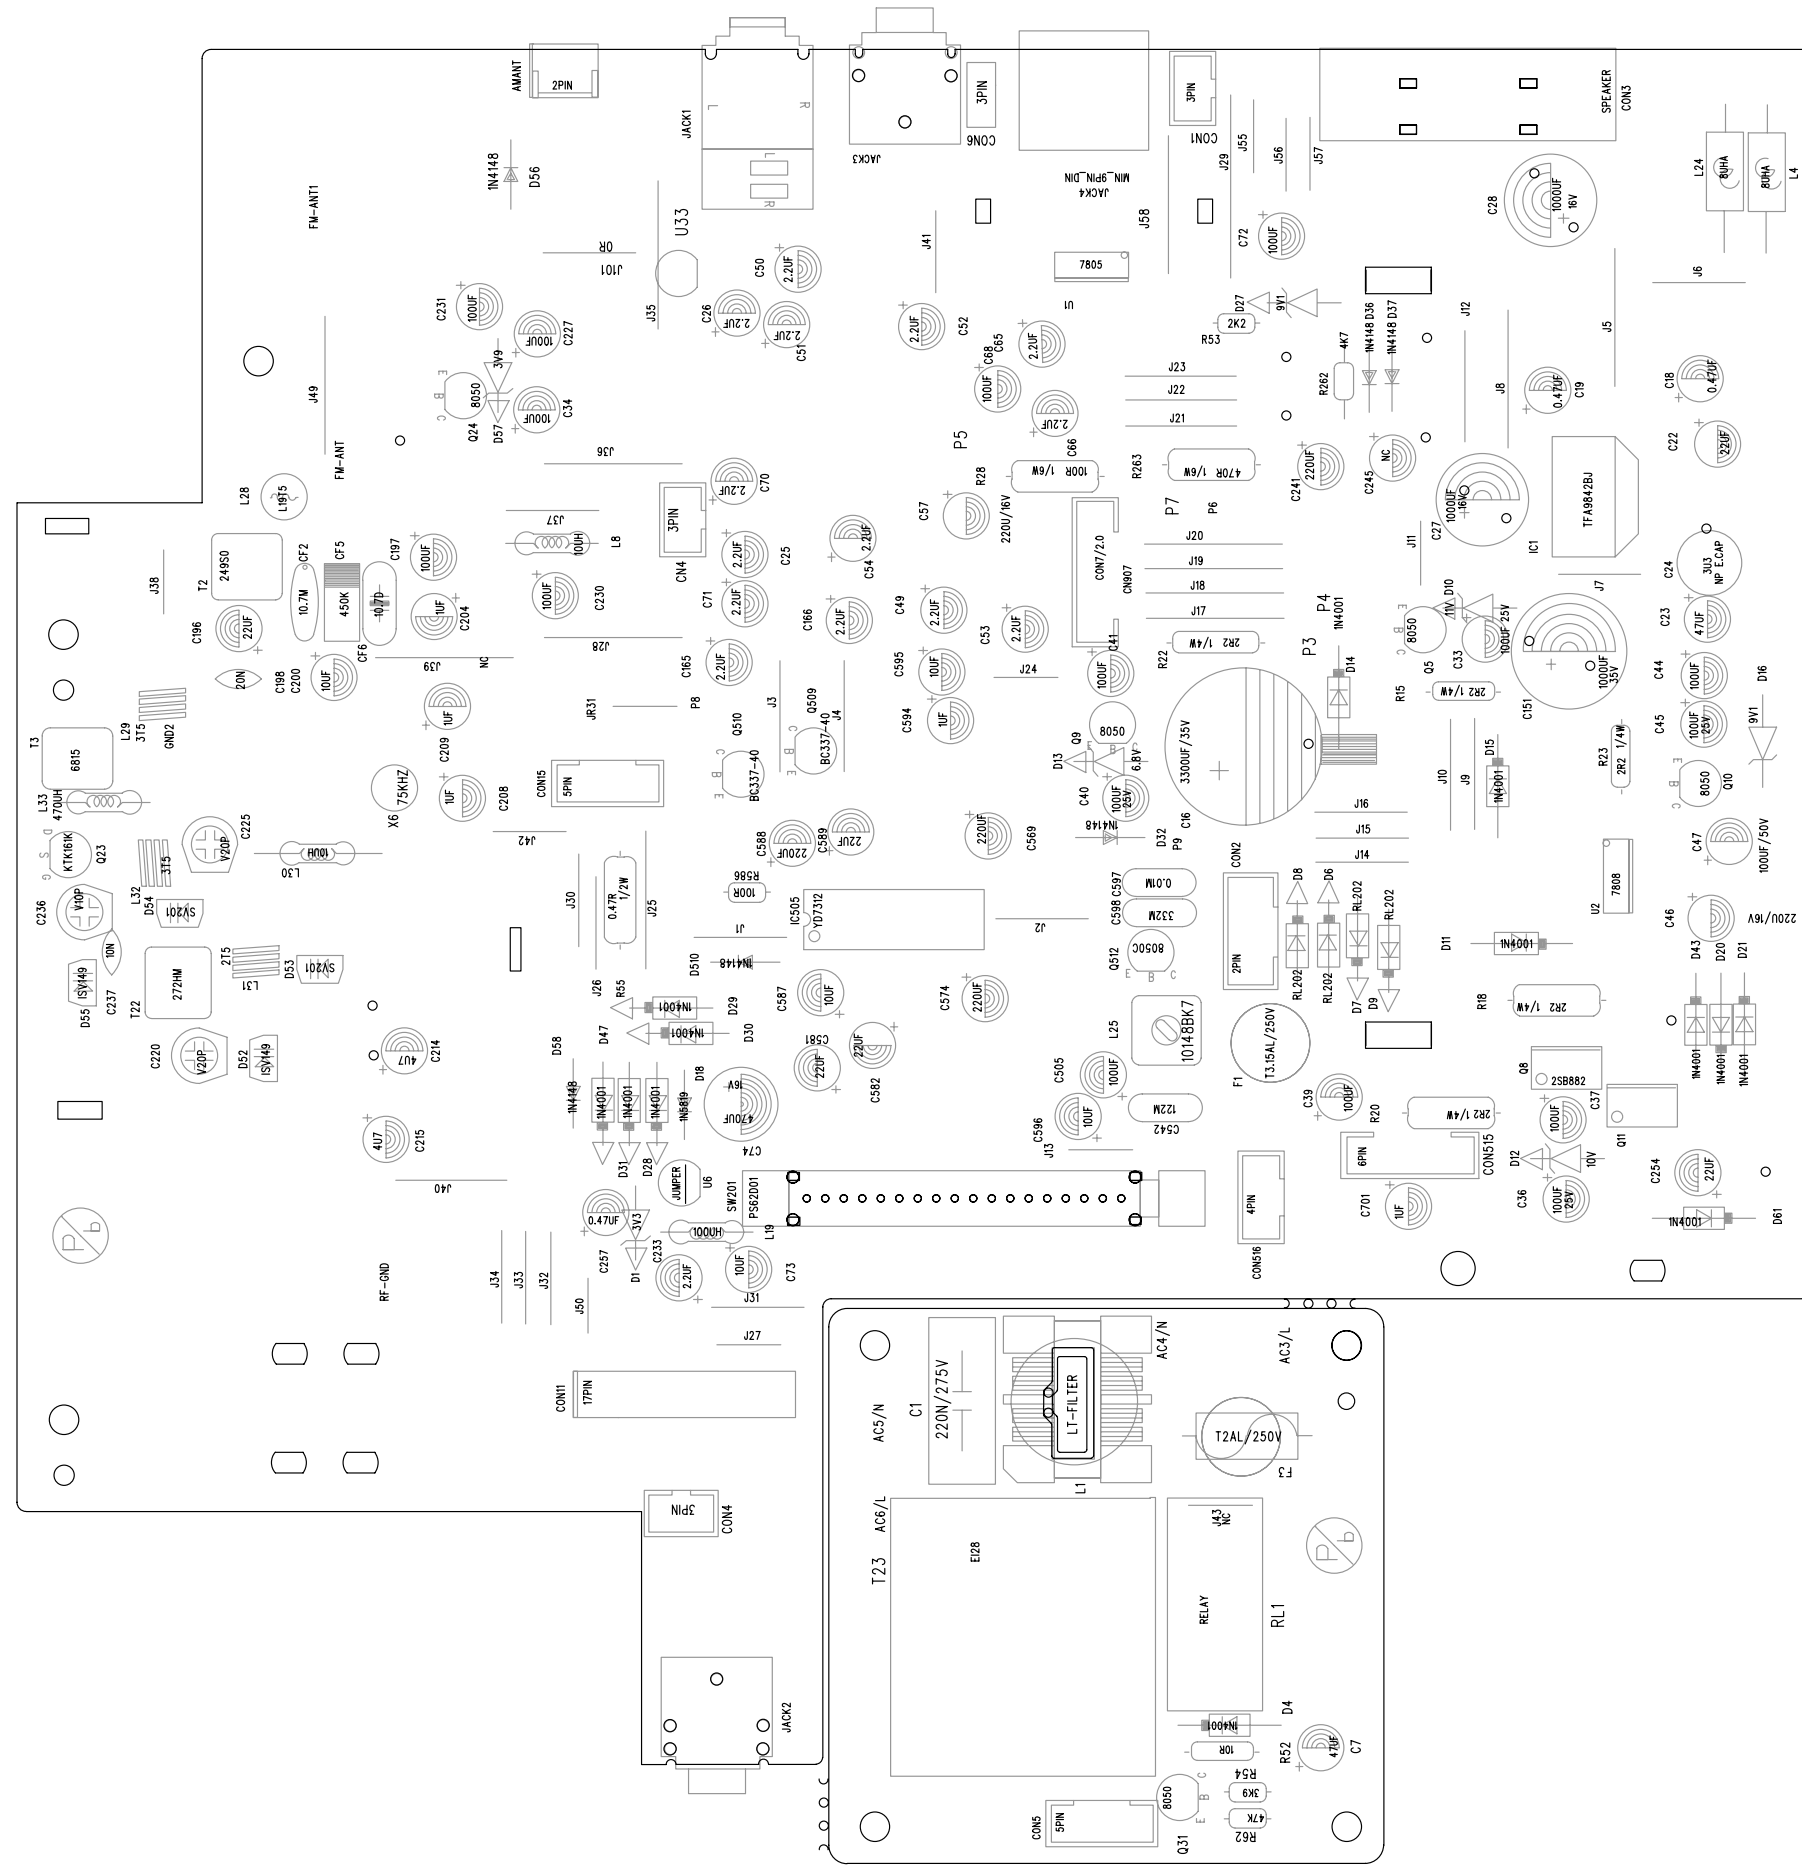 AMANT
2PIN
JACK1
L
R
L
R
JACK3
3PIN
CON6
MIN_9PIN_DIN
JACK4
3PIN
CON1
J29
J55
J56
J57
SPEAKER
CON3
L24
8UHA
8UHA
L4
1N4148
D56
FM-ANT1
U33
0R
J101
J35
J41
J58
7805
U1
C72
100UF
C28
1000UF
16V
J6
J5
C50
2.2UF
C26
2.2UF
C51
2.2UF
C231
100UF
C227
100UF
3V9
C34
100UF
D57
E
B
C
8050
Q24
J49
FM-ANT
L28
L19T5
C52
2.2UF
C65
2.2UF
C68
100UF
C66
2.2UF
D27
9V1
2K2
R53
4K7
R262
1N4148 D36
1N4148 D37
J12
J8
C19
0.47UF
C18
0.47UF
C22
22UF
J23
J22
J21
P5
R28
100R 1/6W
R263
470R 1/6W
P7
P6
C241
220UF
C245
NC
C27
1000UF
16V
IC1
TFA9842BJ
J36
J37
10UH
L8
3PIN
CN4
C70
2.2UF
C57
220U/16V
CON7/2.0
CN907
J20
J19
J18
J17
J11
C24
3U3
NP E.CAP
J38
T2
249S0
CF2
10.7M
CF5
450K
CF6
10.7D
C197
100UF
C204
1UF
C230
100UF
C25
2.2UF
C71
2.2UF
C54
2.2UF
C166
2.2UF
C49
2.2UF
C53
2.2UF
C41
100UF
R22
2R2 1/4W
P4
1N4001
P3
D14
E
B
C
8050
Q5
11V
D10
C33
100UF 25V
J7
C151
1000UF
35V
C23
47UF
C44
100UF
C45
100UF
25V
D16
9V1
C196
22UF
20N
C198
C200
10UF
J39
NC
J28
C165
2.2UF
C595
10UF
C594
1UF
J24
R15
2R2 1/4W
L29
3T5
GND2
T3
6815
L33
470UH
C209
1UF
X6
75KHZ
C208
1UF
JR31
P8
J3
Q510
C
B
E
BC337-40
Q509
C
B
E
BC337-40
J4
CON15
5PIN
Q9
8050
E
B
C
D13
6.8V
C40
100UF
25V
1N4148
D32
P9
C16
3300UF/35V
J10
J9
D15
1N4001
R23
2R2 1/4W
E
B
C
8050
Q10
C47
100UF/50V
J16
J15
J14
D
S
G
KTK161K
Q23
L32
3T5
V20P
C225
L30
10UH
J42
C588
220UF
C589
22UF
C569
220UF
C236
V10P
D54
SV201
J30
0.47R
1/2W
J25
R586
100R
IC505
YD7312
J1
J2
C597
0.01M
C598
332M
CON2
2PIN
D8
D6
RL202
RL202
RL202
RL202
D7
D9
U2
7808
C46
220U/16V
D11
1N4001
Q512
8050C
E
B
C
10N
C237
D55
ISV149
T22
272HM
2T5
L31
D53
SV201
J26
R55
D510
1N4148
1N4001
D29
D47
1N4001
D30
C587
10UF
C574
220UF
L25
10148BK7
F1
T3.15AL/250V
R18
2R2 1/4W
D43
D20
D21
1N4001
1N4001
1N4001
C220
V20P
D52
ISV149
C214
4U7
D58
1N4148
1N4001
1N4001
1N4001
1N5819
D18
16V
470UF
C74
C581
22UF
C582
22UF
C505
100UF
C596
10UF
122M
C542
J13
C39
100UF
R20
2R2 1/4W
Q8
2SB882
C37
100UF
Q11
C215
4U7
J40
D31
D28
JUMPER
U6
SW201
PS62D01
4PIN
CON516
6PIN
CON515
D12
10V
C701
1UF
C36
100UF
25V
C254
22UF
1N4001
D61
P
b
RF-GND
0.47UF
C257
3V3
D1
C233
2.2UF
100UH
L19
10UF
C73
J34
J33
J32
J50
J31
J27
CON11
17PIN
AC5/N
C1
220N/275V
LT-FILTER
L1
AC4/N
AC3/L
T2AL/250V
F3
3PIN
CON4
AC6/L
T23
EI28
J43
NC
RELAY
RL1
P
b
JACK2
D4
1N4001
10R
R52
47UF
C7
R54
3K9
47K
R62
CON5
5PIN
8050
C
B
E
Q31